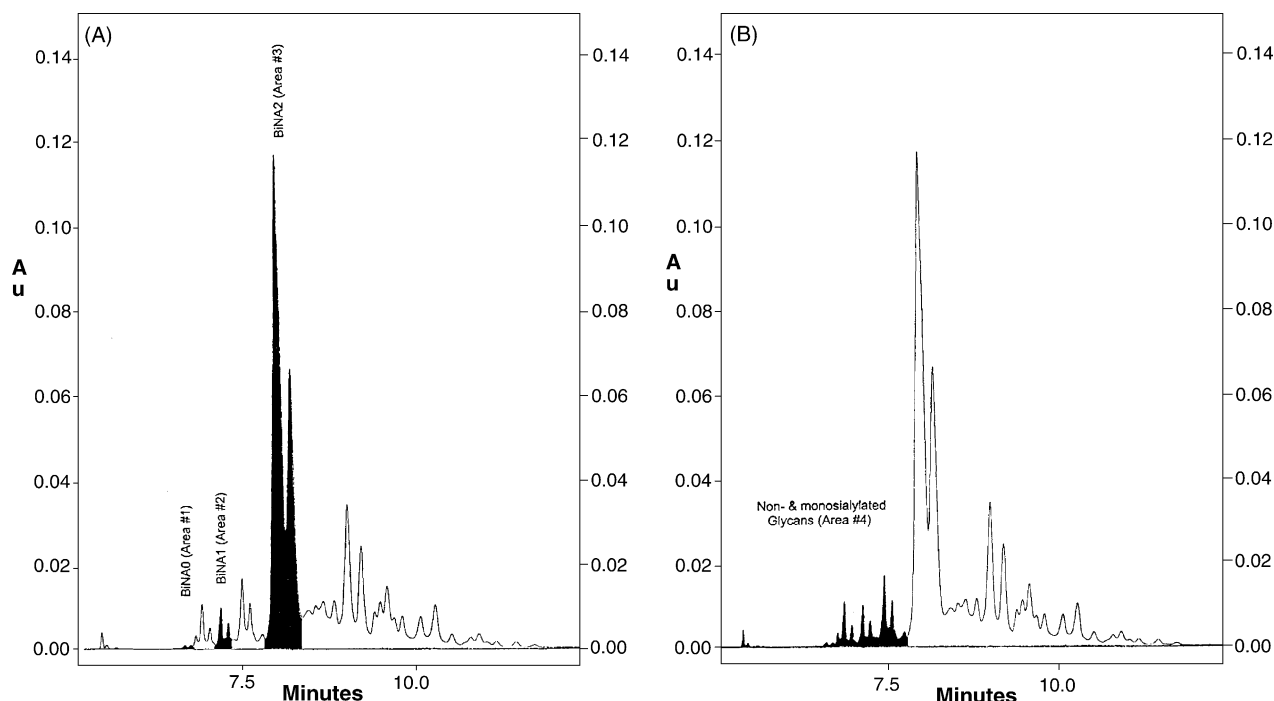 (A)
0.14
0.12
0.10
0.08
0.06
0.04
0.02
0.00
A
u
BiNA0 (Area #1)
BiNA1 (Area #2)
BiNA2 (Area #3)
0.14
0.12
0.10
0.08
0.06
0.04
0.02
0.00
7.5
10.0
Minutes
(B)
0.14
0.12
0.10
0.08
0.06
0.04
0.02
0.00
A
u
Non- & monosialylated
Glycans (Area #4)
0.14
0.12
0.10
0.08
0.06
0.04
0.02
0.00
7.5
10.0
Minutes